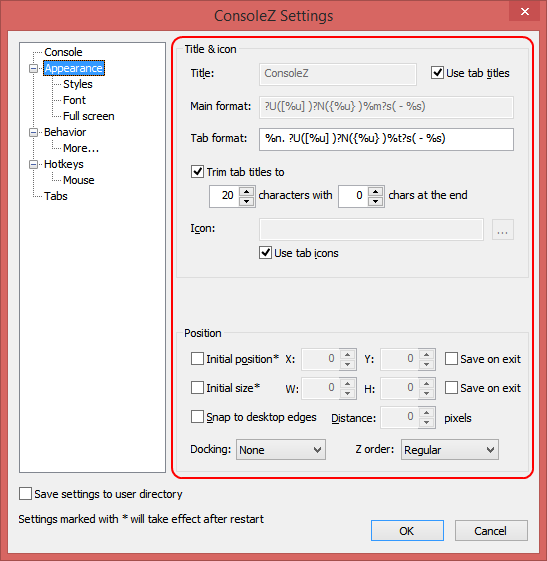 ConsoleZ Settings
Console
Appearance
Styles
Font
Full screen
Behavior
More...
Hotkeys
Mouse
Tabs
Title & icon
Title: ConsoleZ Use tab titles
Main format: ?U([%u] )?N({%u} )%m?s( - %s)
Tab format: %n. ?U([%u] )?N({%u} )%t?s( - %s)
Trim tab titles to
20 characters with 0 chars at the end
Icon: ...
Use tab icons
Position
Initial position* X: 0 Y: 0 Save on exit
Initial size* W: 0 H: 0 Save on exit
Snap to desktop edges Distance: 0 pixels
Docking: None Z order: Regular
Save settings to user directory
Settings marked with * will take effect after restart
OK Cancel